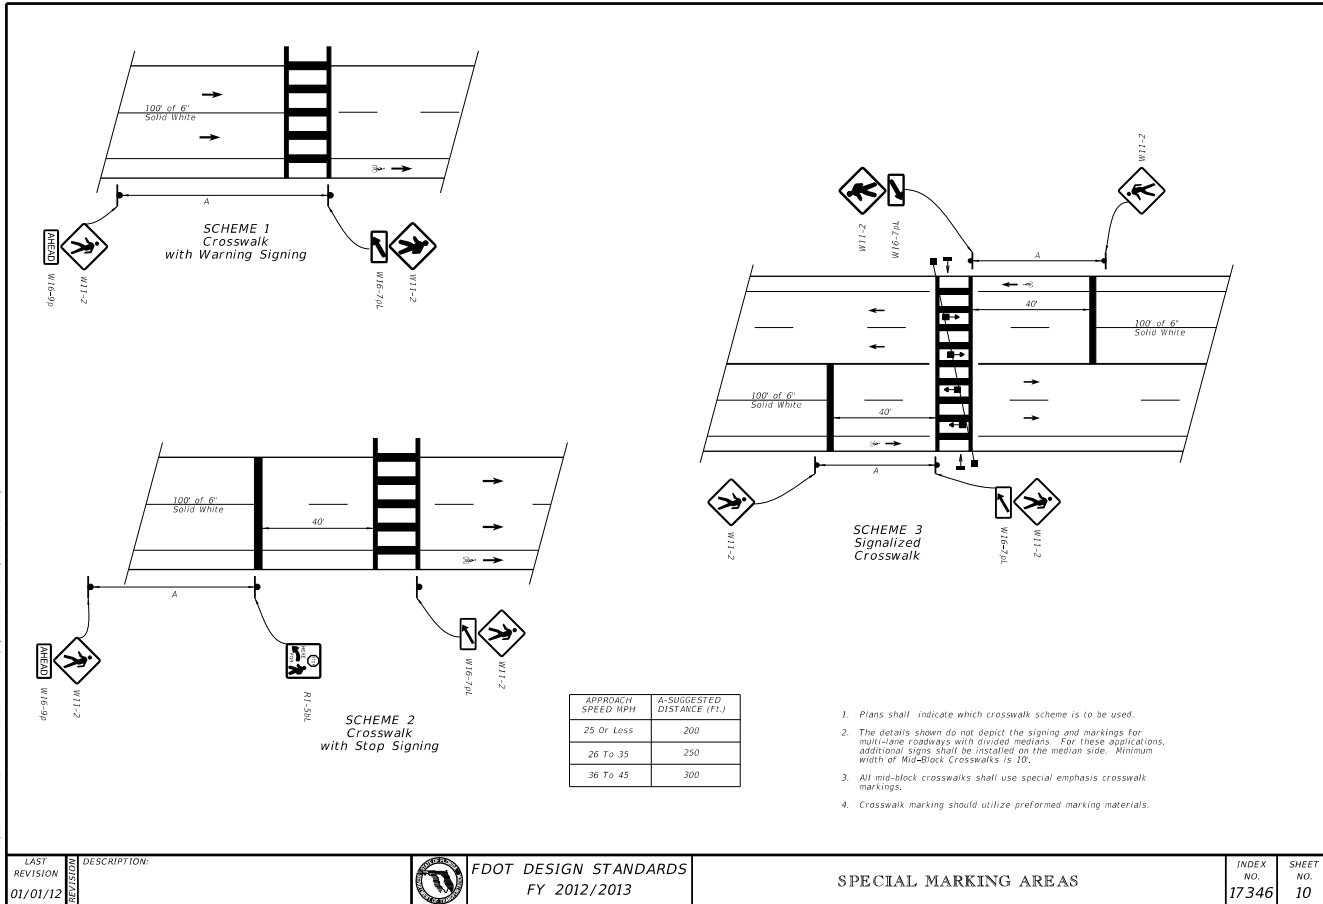 100' of 6"
Solid White
A
AHEAD
W16-9p
W11-2
SCHEME 1
Crosswalk
with Warning Signing
W16-7pL
W11-2
100' of 6"
Solid White
40'
A
AHEAD
W16-9p
W11-2
R1-5bL
SCHEME 2
Crosswalk
with Stop Signing
W16-7pL
W11-2
W11-2
W16-7pL
W11-2
A
40'
100' of 6"
Solid White
100' of 6"
Solid White
40'
A
W11-2
SCHEME 3
Signalized
Crosswalk
W16-7pL
W11-2
APPROACH
SPEED MPH
A-SUGGESTED
DISTANCE (Ft.)
25 Or Less 200
26 To 35 250
36 To 45 300
1. Plans shall indicate which crosswalk scheme is to be used.
2. The details shown do not depict the signing and markings for
multi-lane roadways with divided medians. For these applications,
additional signs shall be installed on the median side. Minimum
width of Mid-Block Crosswalks is 10'.
3. All mid-block crosswalks shall use special emphasis crosswalk
markings.
4. Crosswalk marking should utilize preformed marking materials.
LAST
REVISION
01/01/12
REVISION
DESCRIPTION:
FDOT DESIGN STANDARDS
FY 2012/2013
SPECIAL MARKING AREAS
INDEX
NO.
17346
SHEET
NO.
10